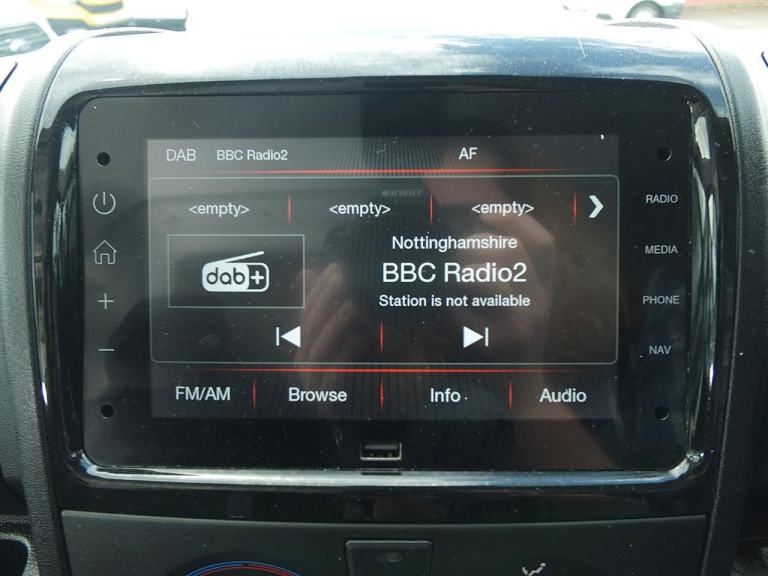 DAB BBC Radio2 AF
<empty> <empty> <empty>
RADIO
Nottinghamshire
MEDIA
dab+
BBC Radio2
Station is not available
PHONE
NAV
FM/AM Browse Info Audio